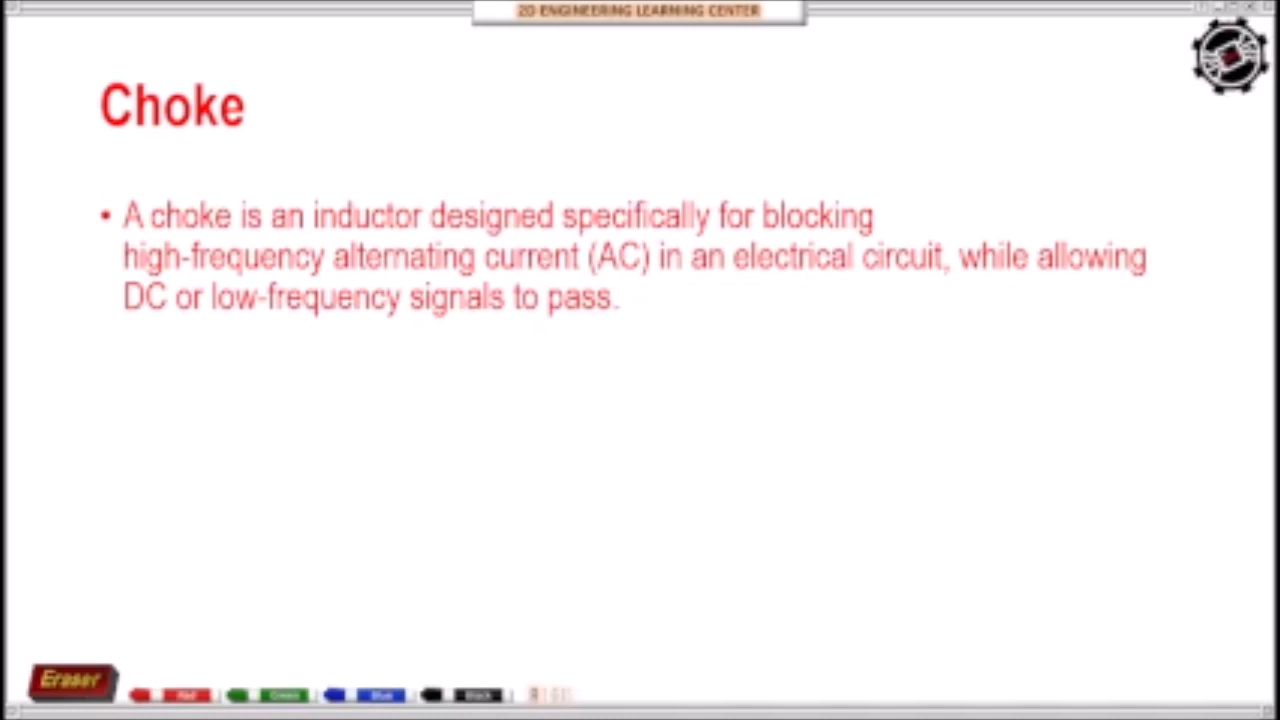 2D ENGINEERING LEARNING CENTER
Choke
• A choke is an inductor designed specifically for blocking
high-frequency alternating current (AC) in an electrical circuit, while allowing
DC or low-frequency signals to pass.
Eraser
Red Green Blue Black